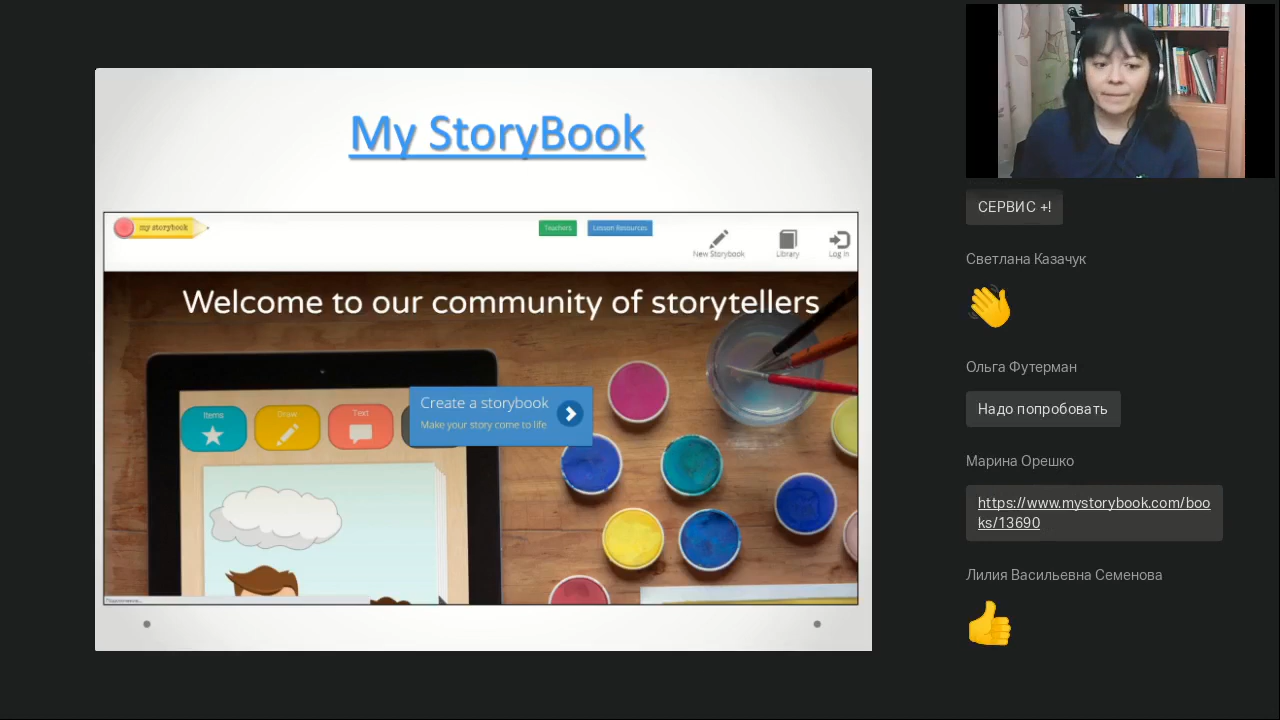 My StoryBook
my storybook
Teachers
Lesson Resources
New Storybook
Library
Log In
Welcome to our community of storytellers
Items
Draw
Text
Create a storybook
Make your story come to life
СЕРВИС +!
Светлана Казачук
Ольга Футерман
Надо попробовать
Марина Орешко
https://www.mystorybook.com/boo
ks/13690
Лилия Васильевна Семенова